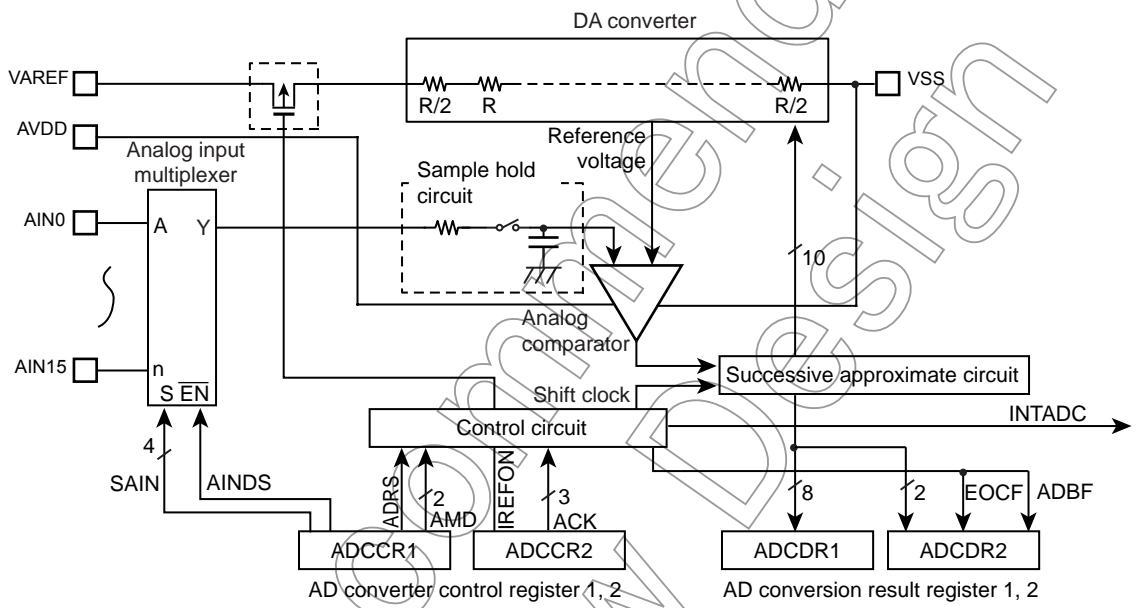 DA converter
VAREF
R/2
R
R/2
VSS
AVDD
Reference
voltage
Analog input
multiplexer
Sample hold
circuit
AIN0
A
Y
10
Analog
comparator
AIN15
n
S EN
Successive approximate circuit
Shift clock
INTADC
Control circuit
4
SAIN
AINDS
ADRS
2
AMD
IREFON
3
ACK
8
2
EOCF
ADBF
ADCCR1
ADCCR2
ADCDR1
ADCDR2
AD converter control register 1, 2
AD conversion result register 1, 2
Design